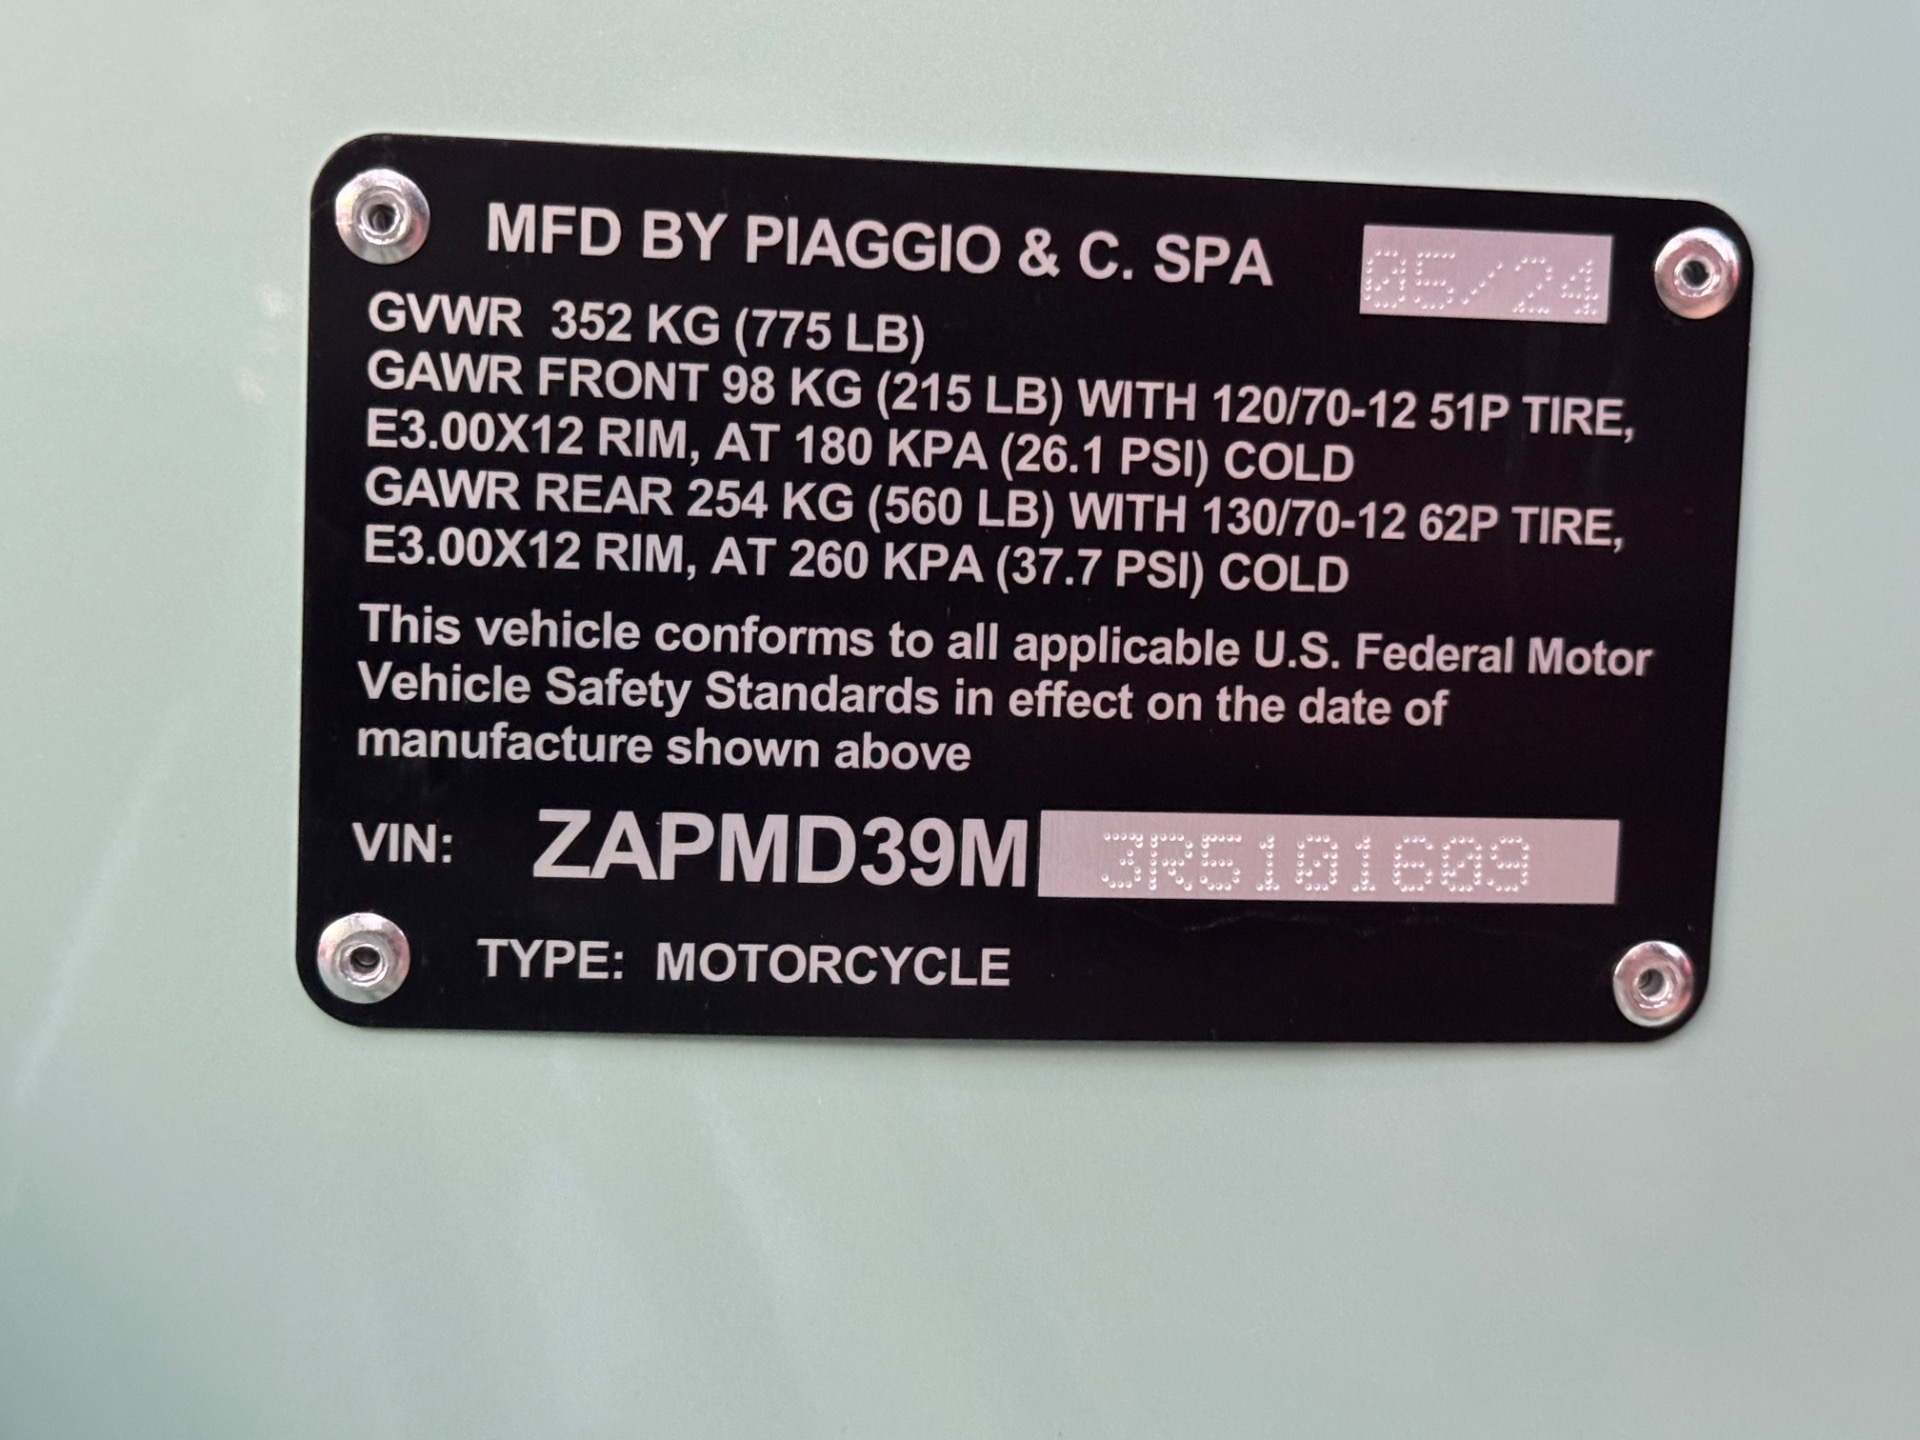 MFD BY PIAGGIO & C. SPA 05/24
GVWR 352 KG (775 LB)
GAWR FRONT 98 KG (215 LB) WITH 120/70-12 51P TIRE,
E3.00X12 RIM, AT 180 KPA (26.1 PSI) COLD
GAWR REAR 254 KG (560 LB) WITH 130/70-12 62P TIRE,
E3.00X12 RIM, AT 260 KPA (37.7 PSI) COLD
This vehicle conforms to all applicable U.S. Federal Motor
Vehicle Safety Standards in effect on the date of
manufacture shown above
VIN: ZAPMD39M 3R5101609
TYPE: MOTORCYCLE